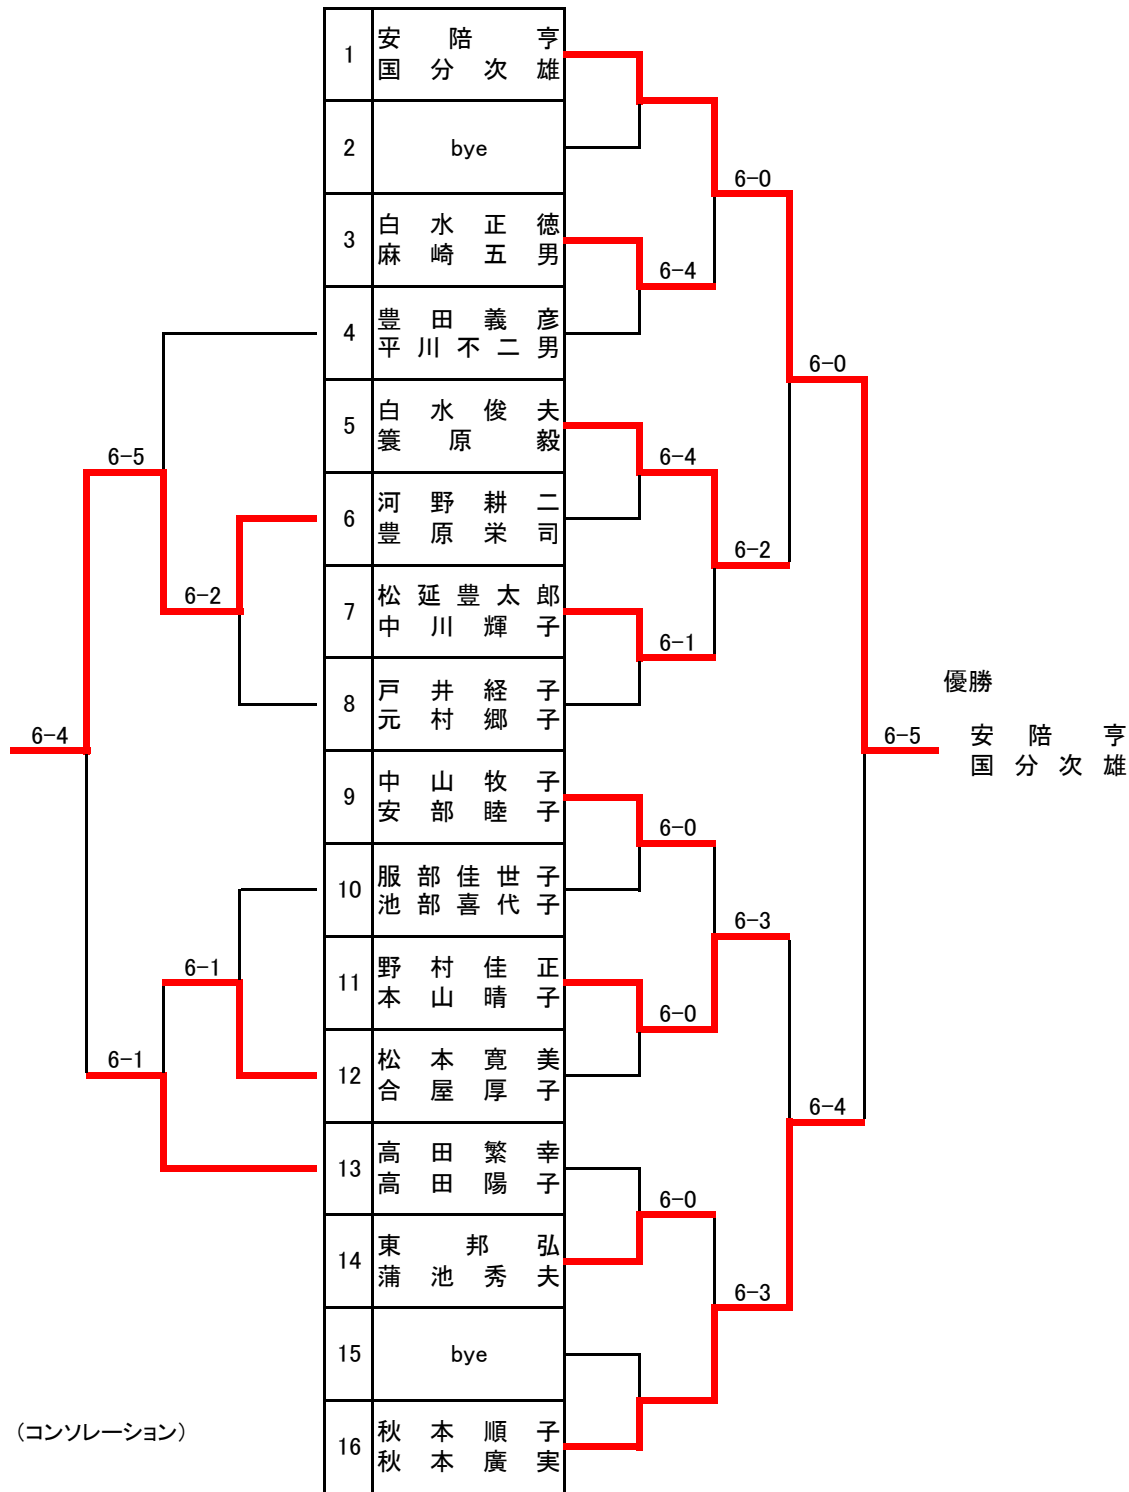 1
安陪亨
国分次雄
2
bye
6-0
3
白水正徳
麻崎五男
6-4
4
豊田義彦
平川不二男
6-0
5
白水俊夫
簑原毅
6-5
6-4
6
河野耕二
豊原栄司
6-2
6-2
7
松延豊太郎
中川輝子
6-1
8
戸井経子
元村郷子
優勝
6-4
6-5
安陪亨
国分次雄
9
中山牧子
安部睦子
6-0
10
服部佳世子
池部喜代子
6-3
6-1
11
野村佳正
本山晴子
6-0
6-1
12
松本寛美
合屋厚子
6-4
13
高田繁幸
高田陽子
6-0
14
東邦弘
蒲池秀夫
6-3
15
bye
(コンソレーション)
16
秋本順子
秋本廣実